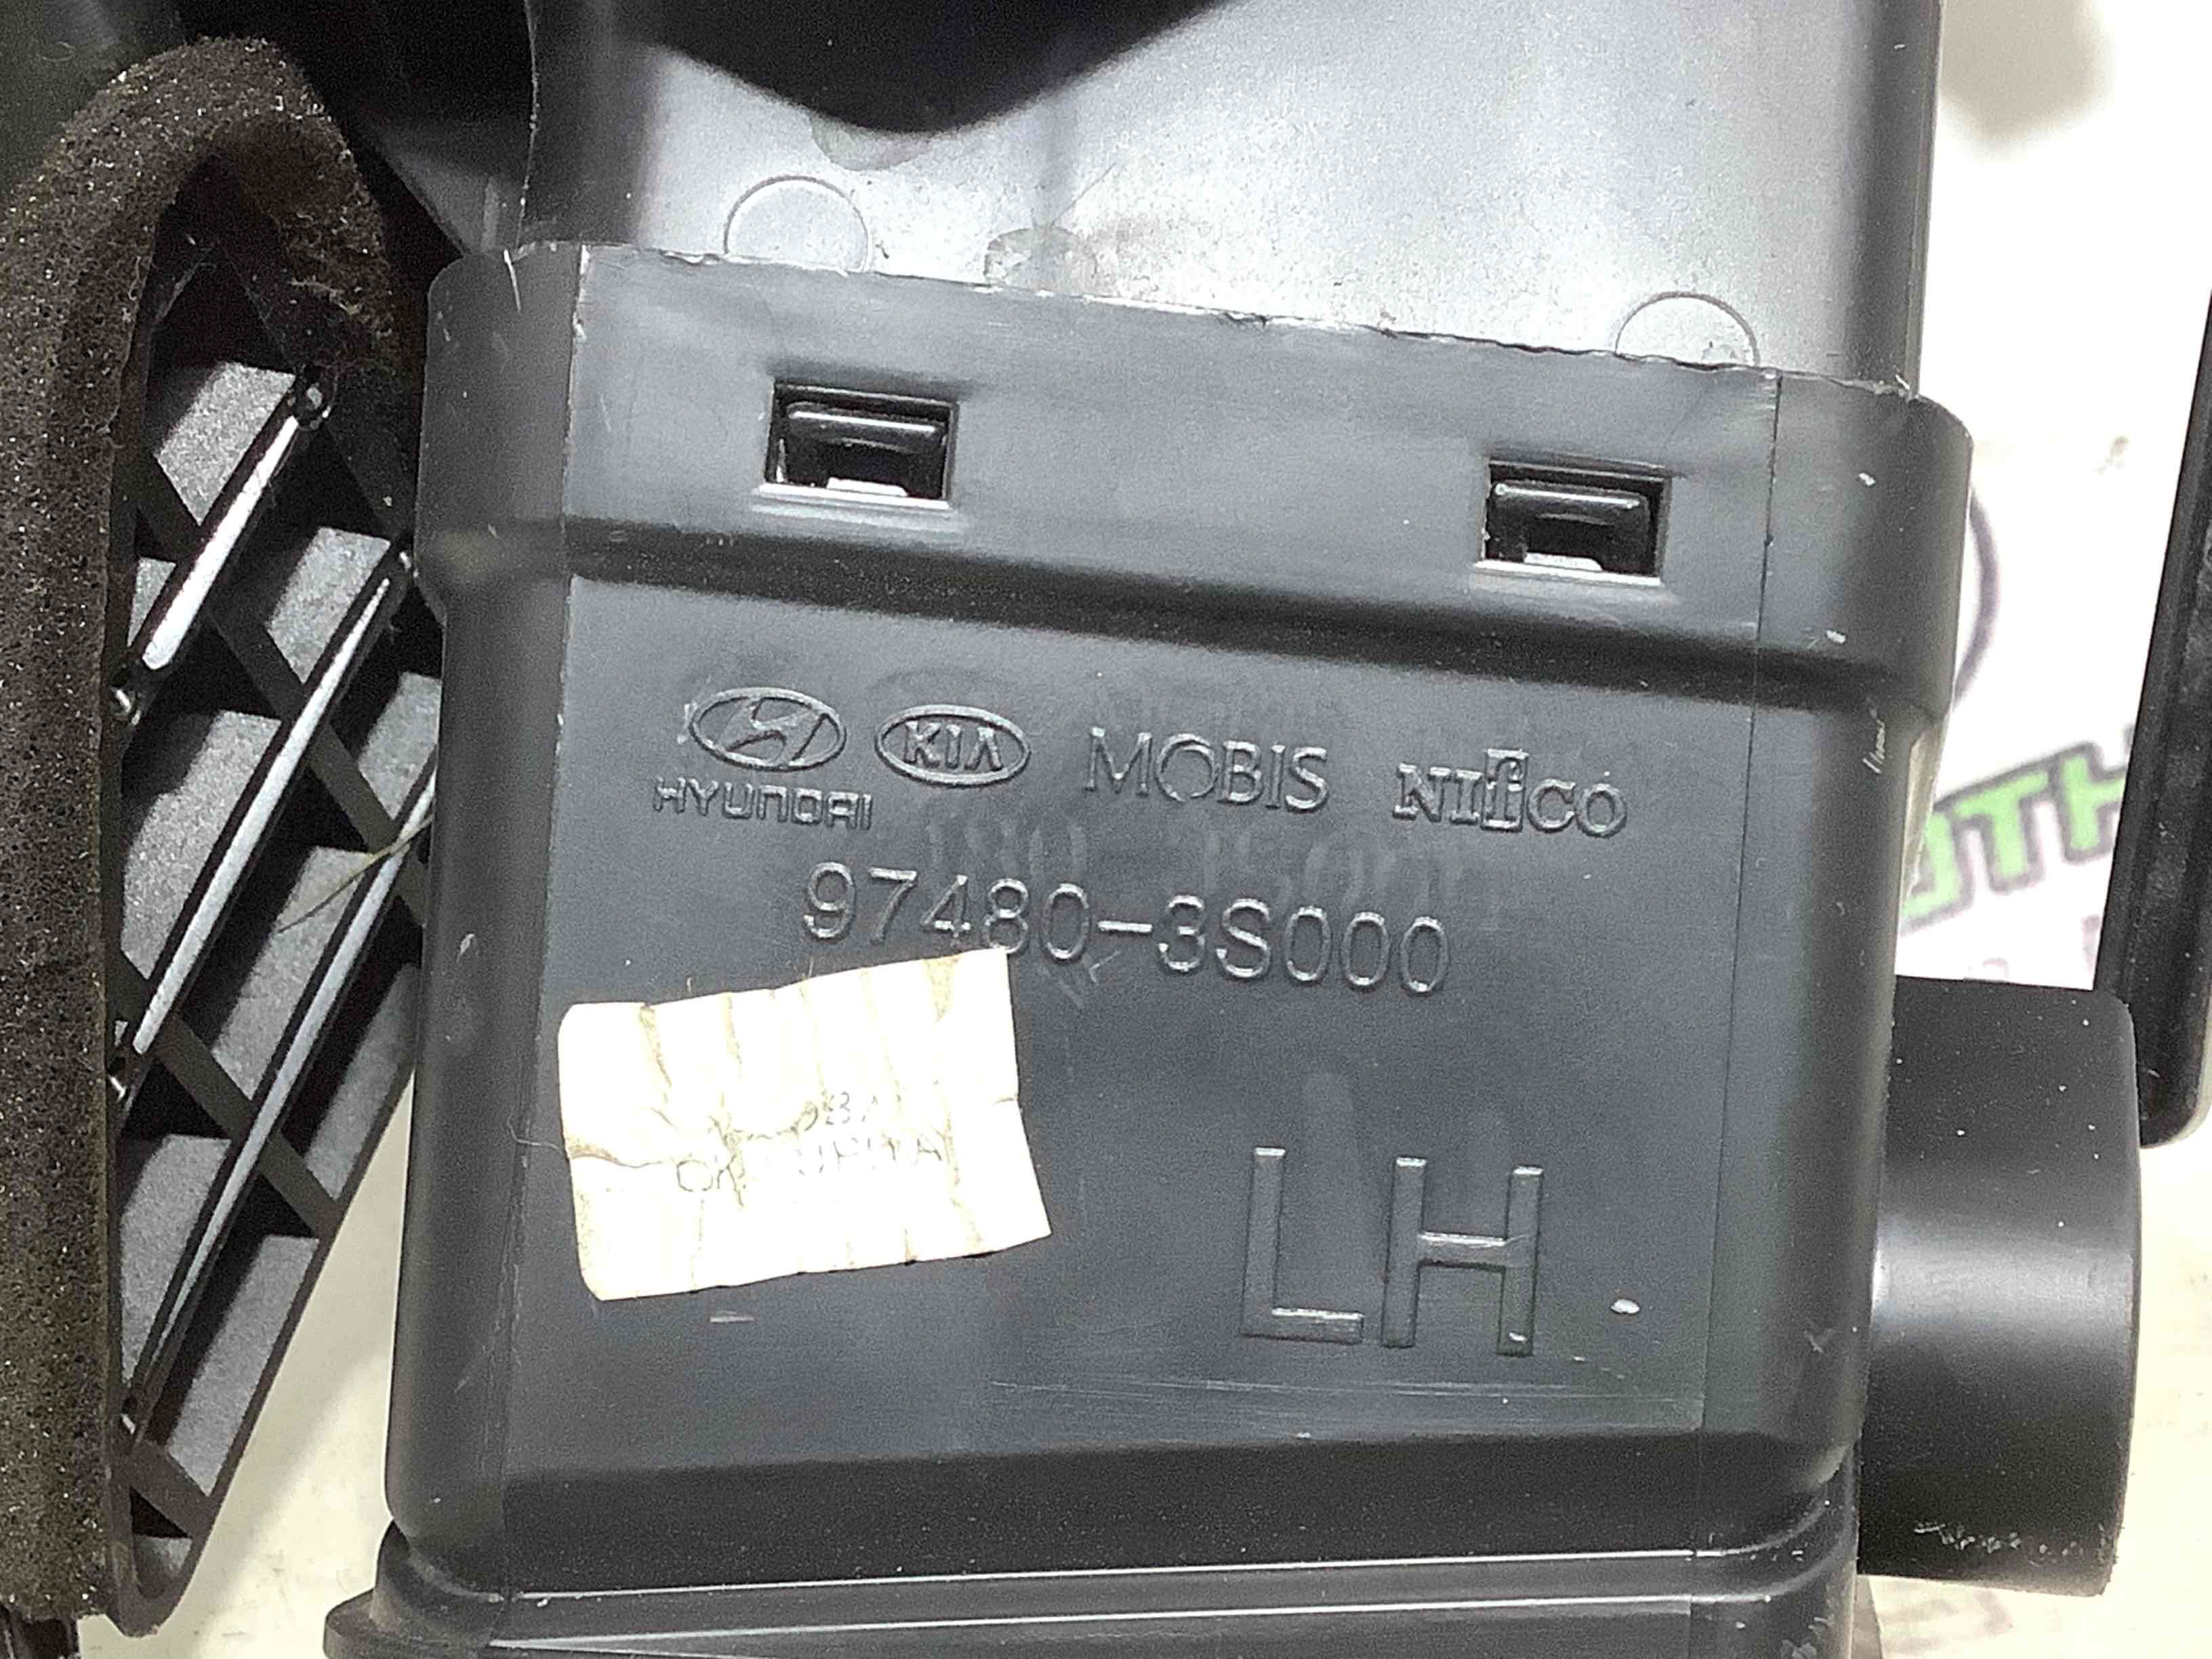 HYUNDAI KIA MOBIS NIFCO
97480-3S000
LH